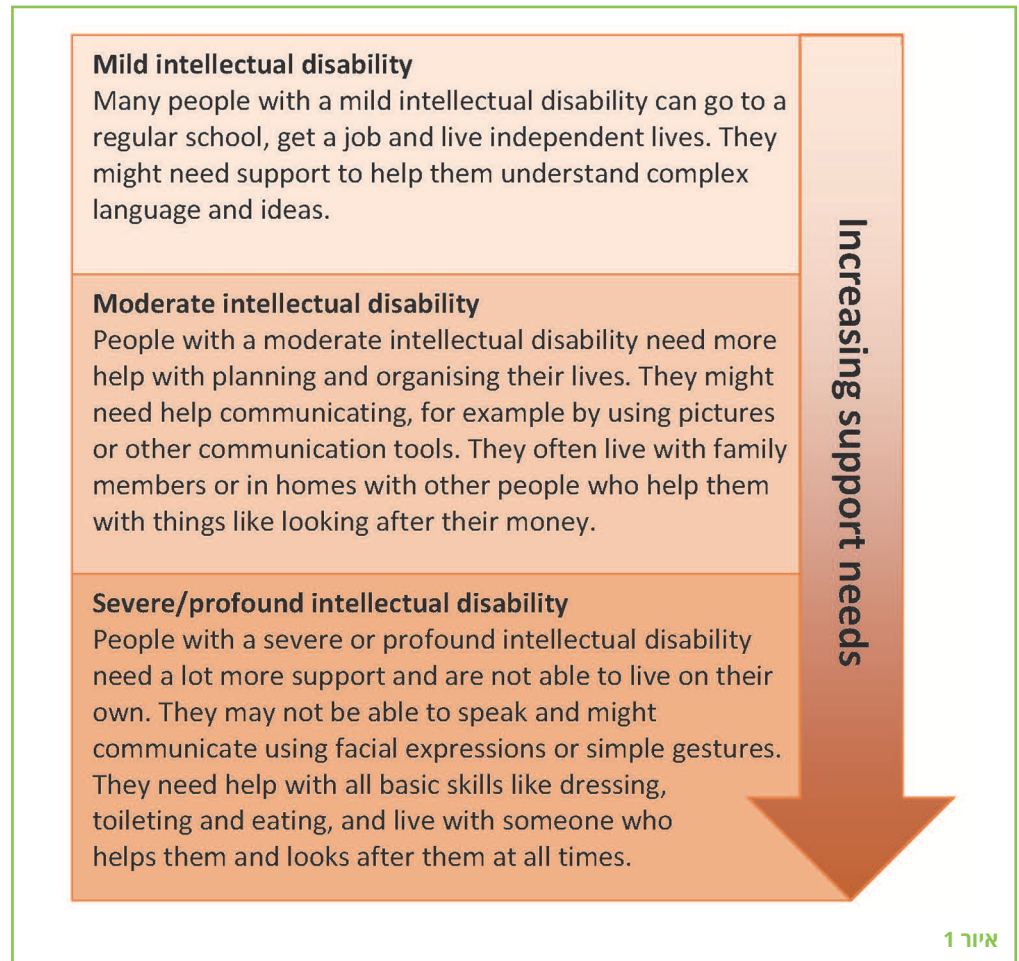 Mild intellectual disability
Many people with a mild intellectual disability can go to a
regular school, get a job and live independent lives. They
might need support to help them understand complex
language and ideas.
Moderate intellectual disability
People with a moderate intellectual disability need more
help with planning and organising their lives. They might
need help communicating, for example by using pictures
or other communication tools. They often live with family
members or in homes with other people who help them
with things like looking after their money.
Severe/profound intellectual disability
People with a severe or profound intellectual disability
need a lot more support and are not able to live on their
own. They may not be able to speak and might
communicate using facial expressions or simple gestures.
They need help with all basic skills like dressing,
toileting and eating, and live with someone who
helps them and looks after them at all times.
Increasing support needs
איור 1